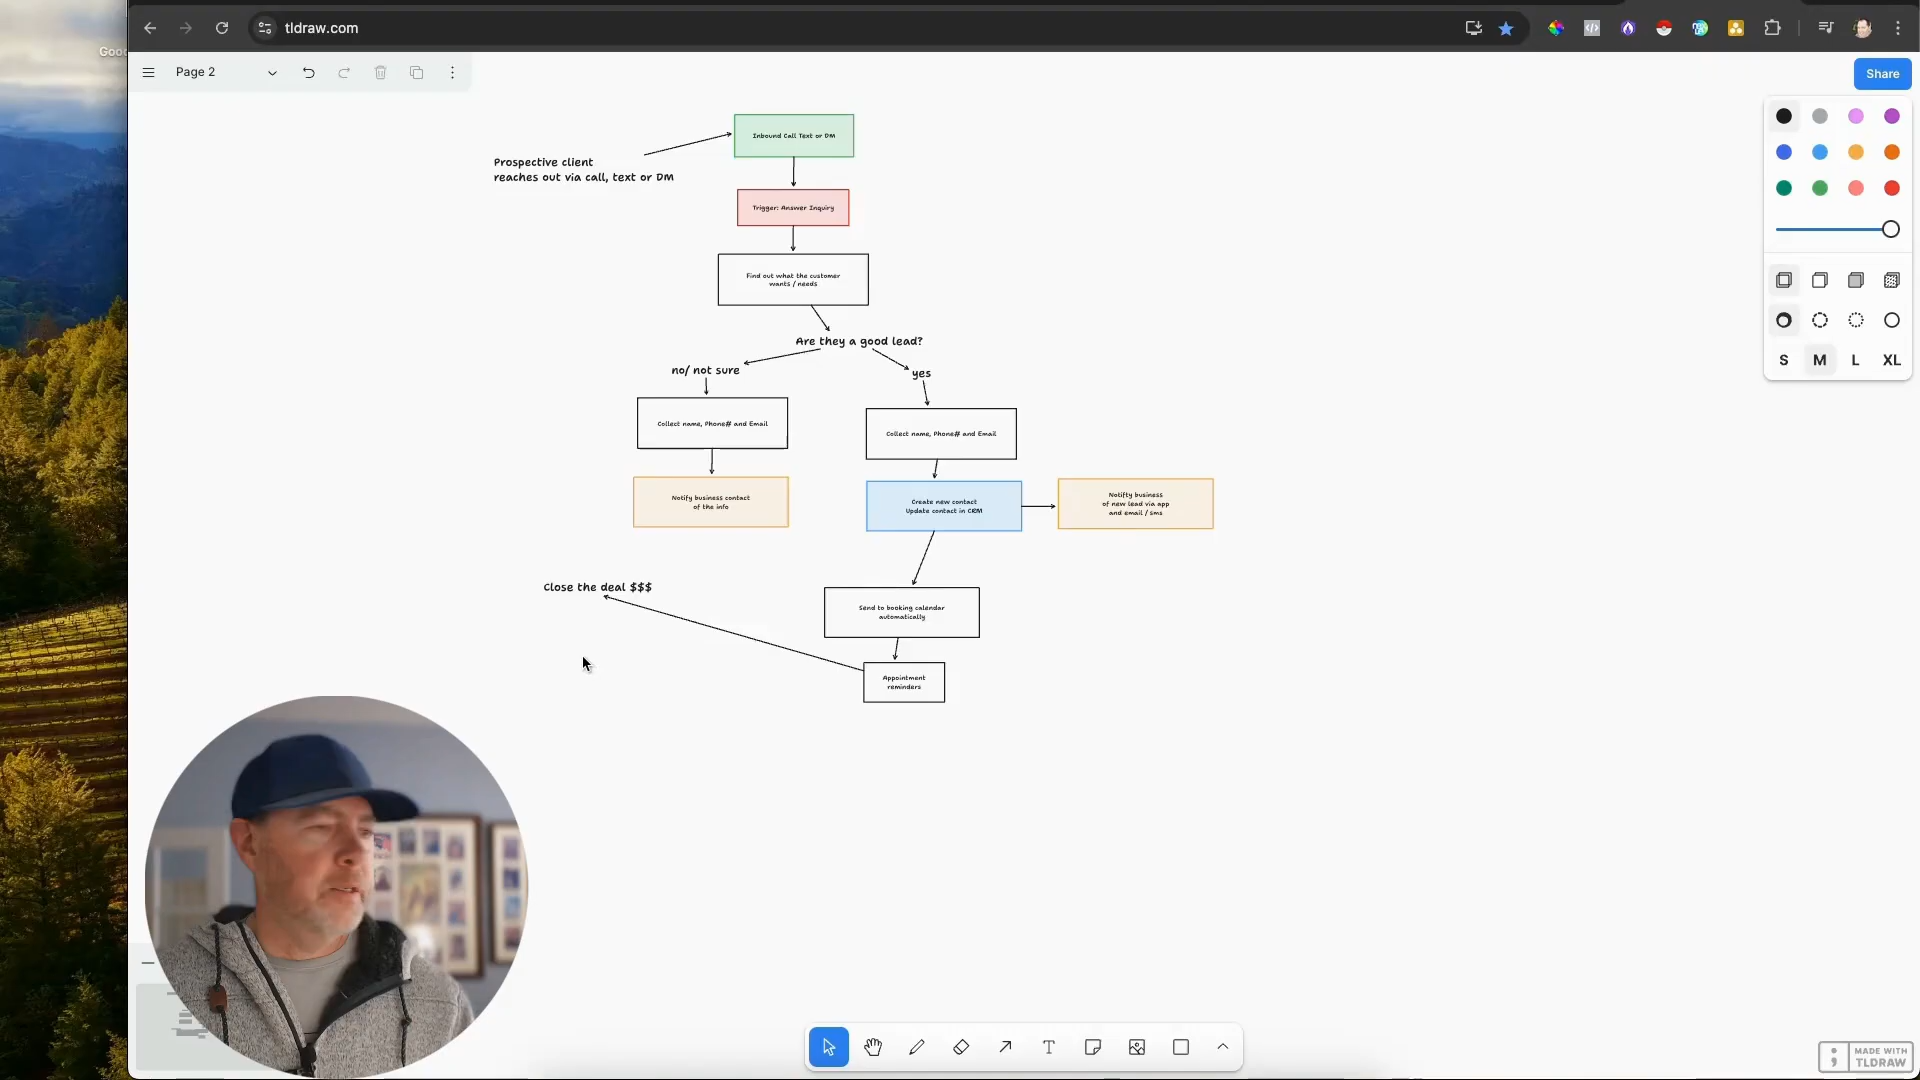 Goo
tldraw.com
Page 2
Share
Inbound Call Text or DM
Prospective client
reaches out via call, text or DM
Trigger: Answer Inquiry
Find out what the customer
wants / needs
Are they a good lead?
no/ not sure
yes
Collect name, Phone# and Email
Collect name, Phone# and Email
Notify business contact
of the info
Create new contact
Update contact in CRM
Notifty business
of new lead via app
and email / sms
Close the deal $$$
Send to booking calendar
automatically
Appointment
reminders
S M L XL
MADE WITH
TLDRAW